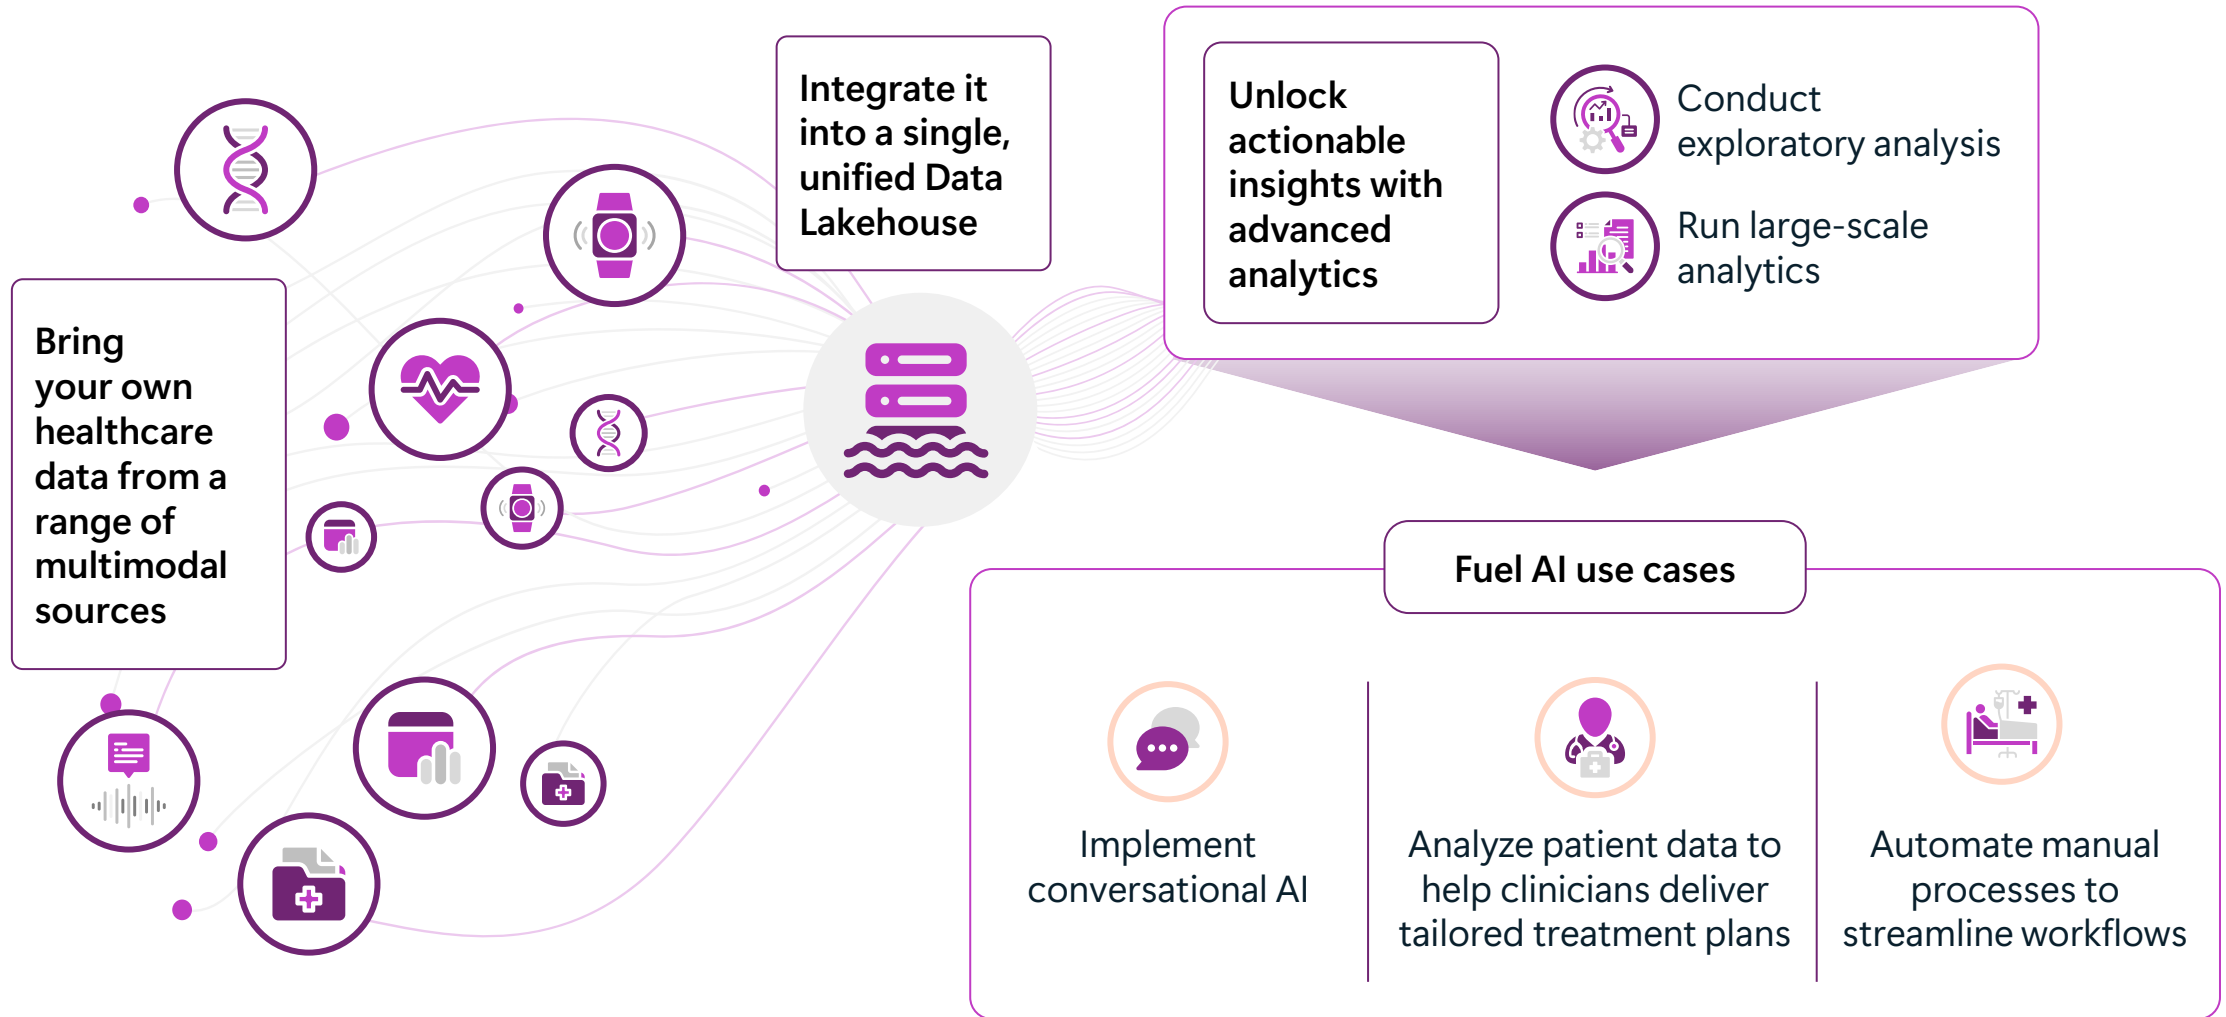 Bring
your own
healthcare
data from a
range of
multimodal
sources
Integrate it
into a single,
unified Data
Lakehouse
Unlock
actionable
insights with
advanced
analytics
Conduct
exploratory analysis
Run large-scale
analytics
Fuel AI use cases
Implement
conversational AI
Analyze patient data to
help clinicians deliver
tailored treatment plans
Automate manual
processes to
streamline workflows